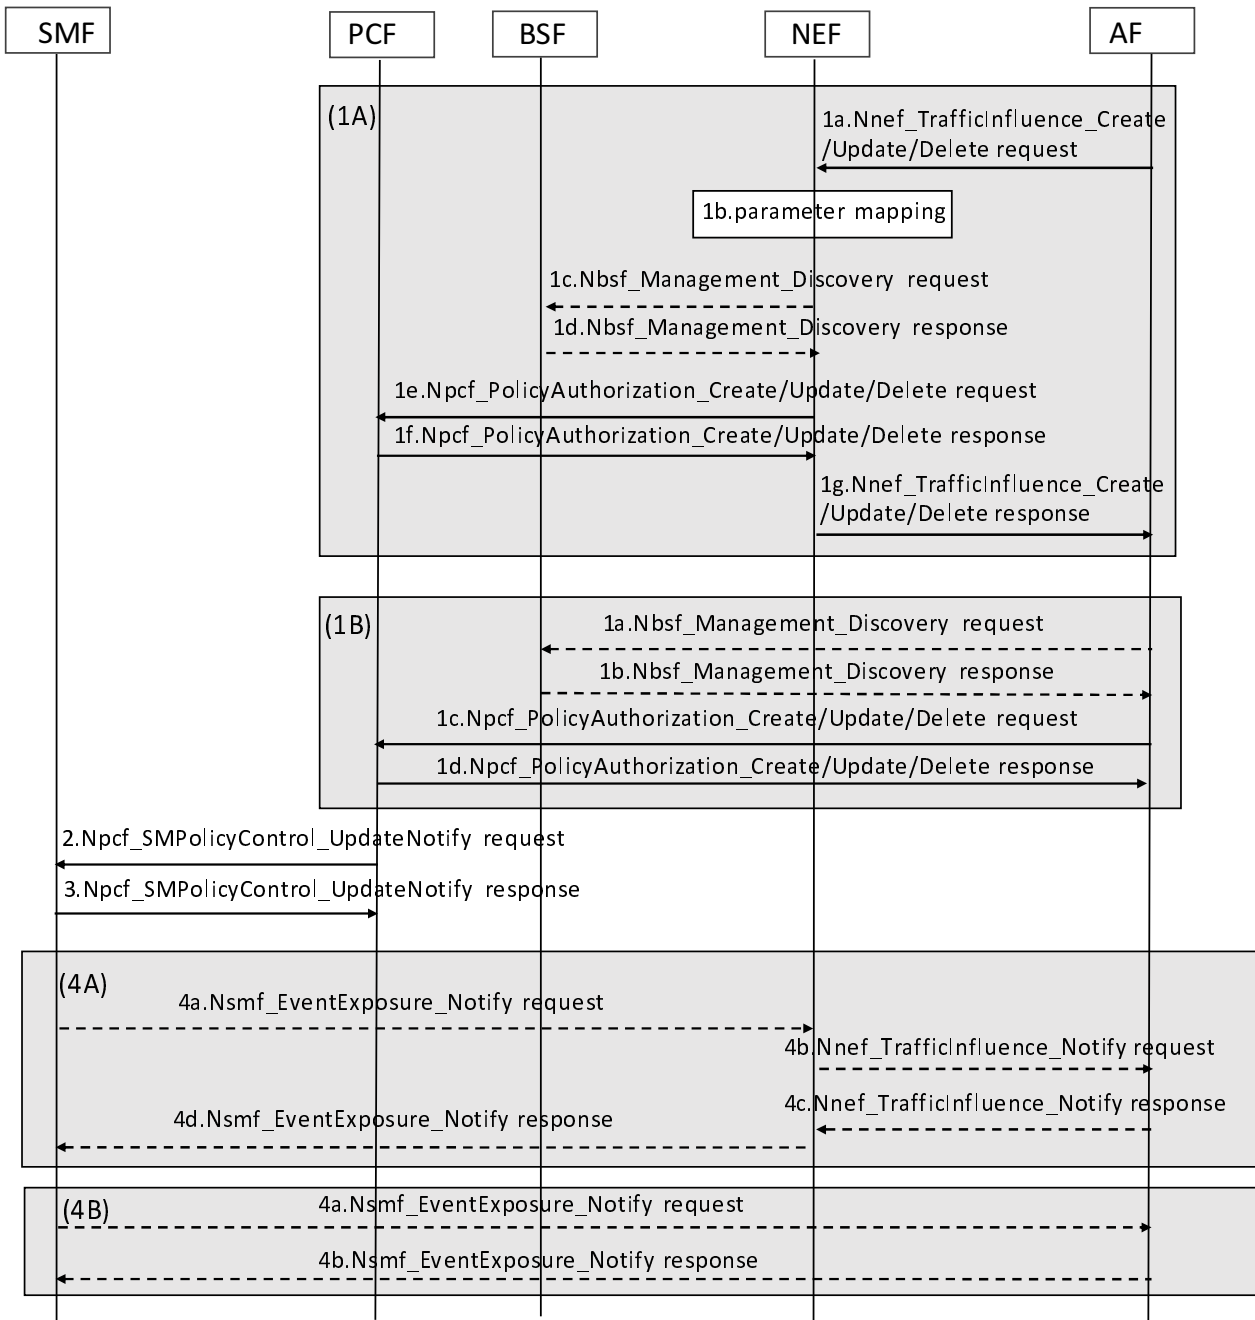 SMF
PCF
BSF
NEF
AF
(1A)
1a.Nnef_TrafficInfluence_Create
/Update/Delete request
1b.parameter mapping
1c.Nbsf_Management_Discovery request
1d.Nbsf_Management_Discovery response
1e.Npcf_PolicyAuthorization_Create/Update/Delete request
1f.Npcf_PolicyAuthorization_Create/Update/Delete response
1g.Nnef_TrafficInfluence_Create
/Update/Delete response
(1B)
1a.Nbsf_Management_Discovery request
1b.Nbsf_Management_Discovery response
1c.Npcf_PolicyAuthorization_Create/Update/Delete request
1d.Npcf_PolicyAuthorization_Create/Update/Delete response
2.Npcf_SMPolicyControl_UpdateNotify request
3.Npcf_SMPolicyControl_UpdateNotify response
(4A)
4a.Nsmf_EventExposure_Notify request
4b.Nnef_TrafficInfluence_Notify request
4c.Nnef_TrafficInfluence_Notify response
4d.Nsmf_EventExposure_Notify response
(4B)
4a.Nsmf_EventExposure_Notify request
4b.Nsmf_EventExposure_Notify response